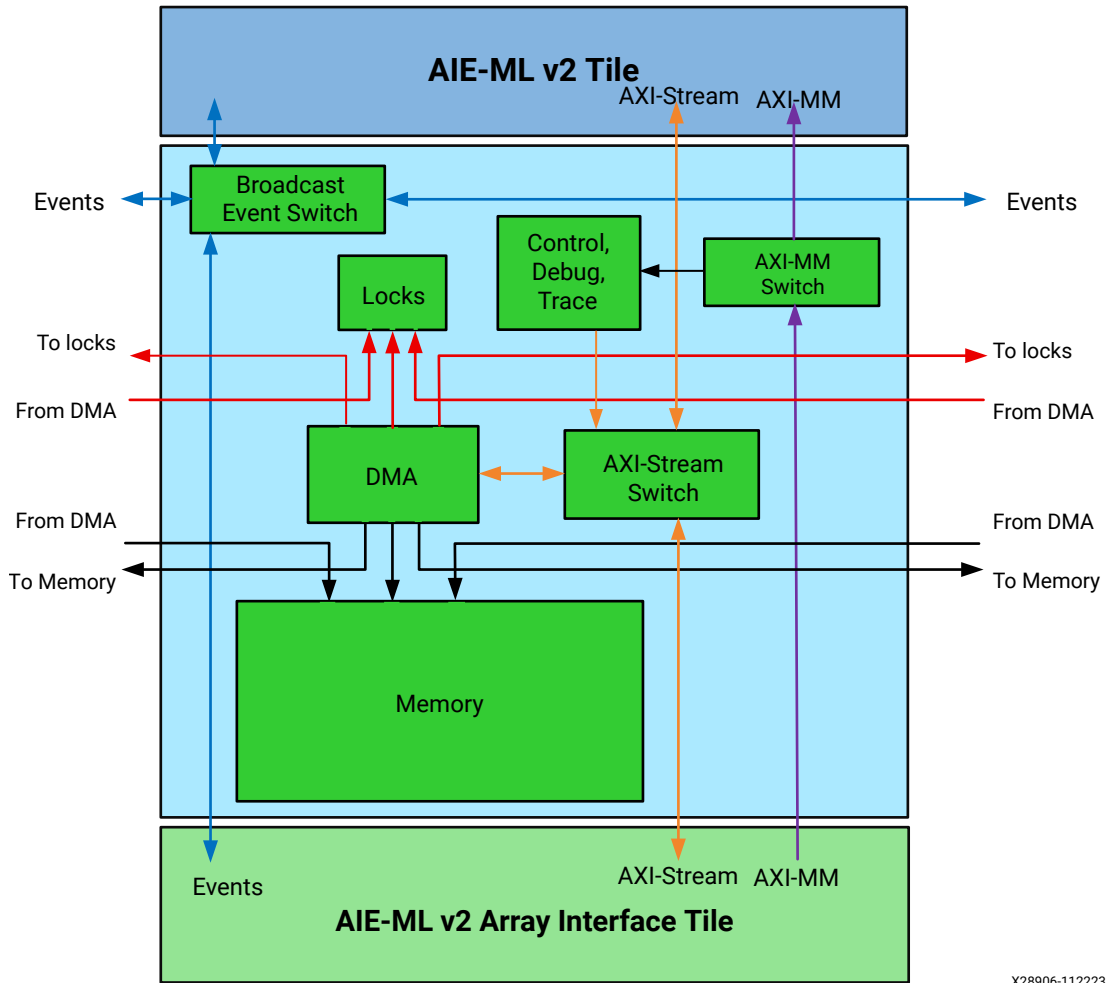 AIE-ML v2 Tile
AXI-Stream
AXI-MM
Broadcast
Event Switch
Events
Events
Control,
Debug,
Trace
AXI-MM
Switch
Locks
To locks
To locks
From DMA
From DMA
DMA
AXI-Stream
Switch
From DMA
From DMA
To Memory
To Memory
Memory
Events
AXI-Stream
AXI-MM
AIE-ML v2 Array Interface Tile
X28906-112223